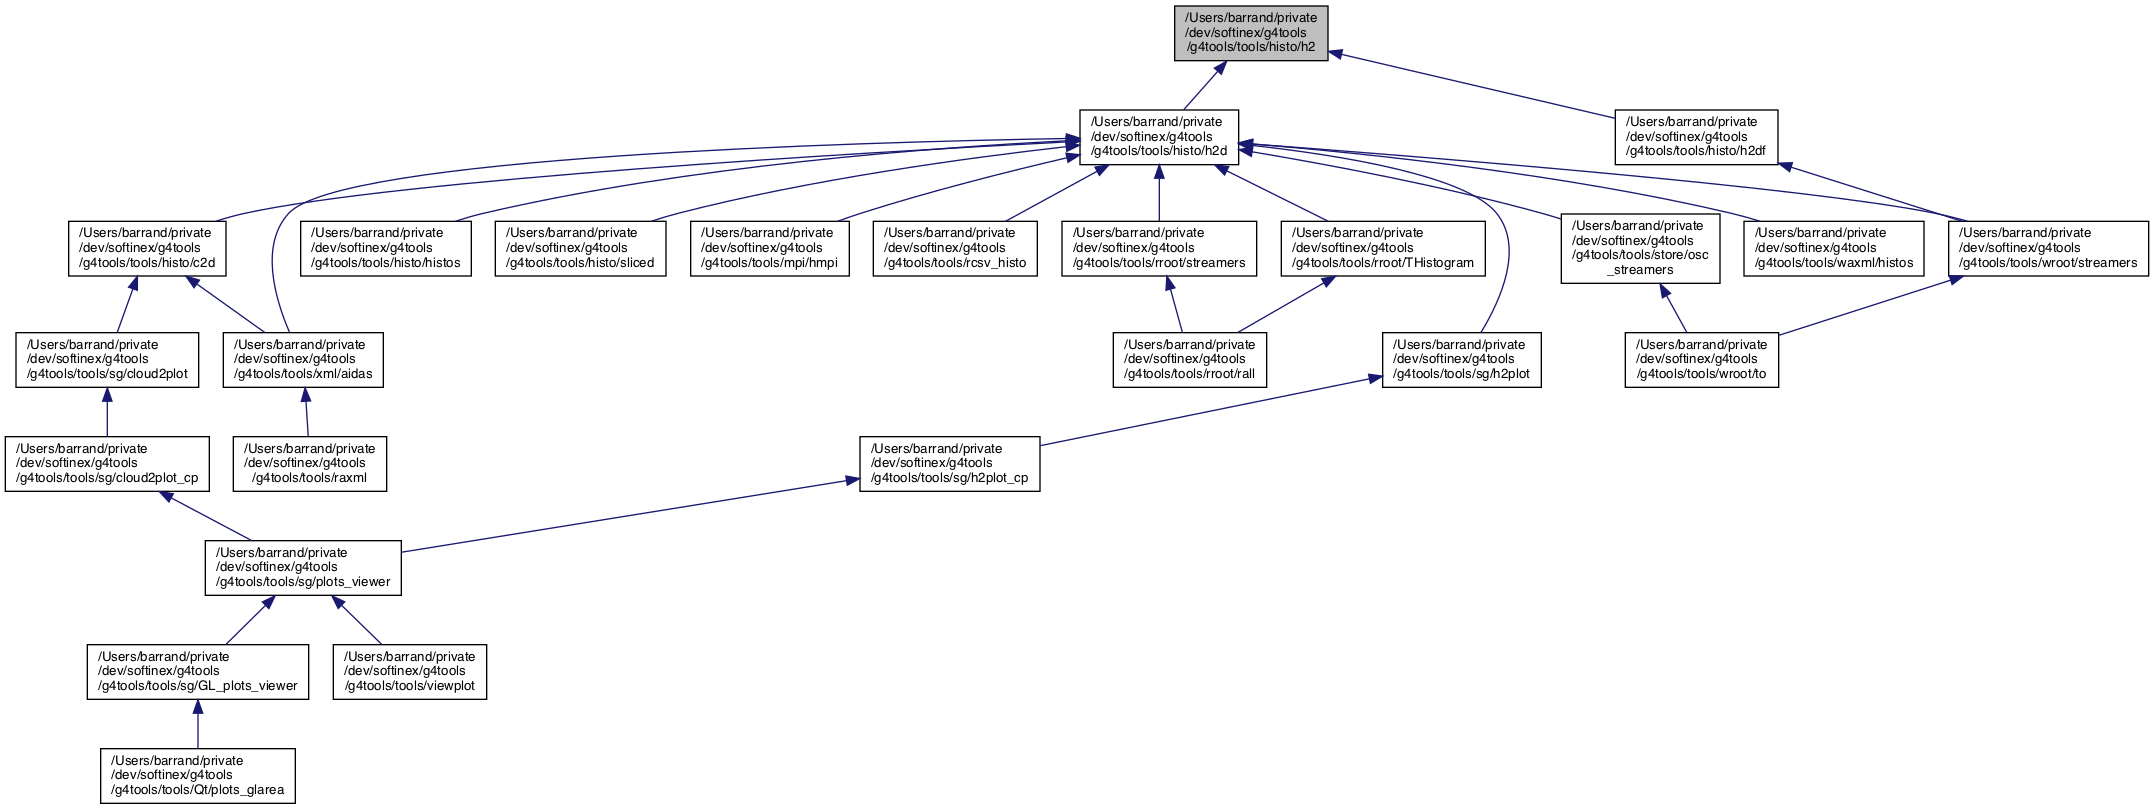 /Users/barrand/private
/dev/softinex/g4tools
/g4tools/tools/histo/h2
/Users/barrand/private
/dev/softinex/g4tools
/g4tools/tools/histo/h2d
/Users/barrand/private
/dev/softinex/g4tools
/g4tools/tools/histo/h2df
/Users/barrand/private
/dev/softinex/g4tools
/g4tools/tools/histo/c2d
/Users/barrand/private
/dev/softinex/g4tools
/g4tools/tools/histo/histos
/Users/barrand/private
/dev/softinex/g4tools
/g4tools/tools/histo/sliced
/Users/barrand/private
/dev/softinex/g4tools
/g4tools/tools/mpi/hmpi
/Users/barrand/private
/dev/softinex/g4tools
/g4tools/tools/rcsv_histo
/Users/barrand/private
/dev/softinex/g4tools
/g4tools/tools/rroot/streamers
/Users/barrand/private
/dev/softinex/g4tools
/g4tools/tools/rroot/THistogram
/Users/barrand/private
/dev/softinex/g4tools
/g4tools/tools/store/osc
_streamers
/Users/barrand/private
/dev/softinex/g4tools
/g4tools/tools/waxml/histos
/Users/barrand/private
/dev/softinex/g4tools
/g4tools/tools/wroot/streamers
/Users/barrand/private
/dev/softinex/g4tools
/g4tools/tools/sg/cloud2plot
/Users/barrand/private
/dev/softinex/g4tools
/g4tools/tools/xml/aidas
/Users/barrand/private
/dev/softinex/g4tools
/g4tools/tools/rroot/rall
/Users/barrand/private
/dev/softinex/g4tools
/g4tools/tools/sg/h2plot
/Users/barrand/private
/dev/softinex/g4tools
/g4tools/tools/wroot/to
/Users/barrand/private
/dev/softinex/g4tools
/g4tools/tools/sg/cloud2plot_cp
/Users/barrand/private
/dev/softinex/g4tools
/g4tools/tools/raxml
/Users/barrand/private
/dev/softinex/g4tools
/g4tools/tools/sg/h2plot_cp
/Users/barrand/private
/dev/softinex/g4tools
/g4tools/tools/sg/plots_viewer
/Users/barrand/private
/dev/softinex/g4tools
/g4tools/tools/sg/GL_plots_viewer
/Users/barrand/private
/dev/softinex/g4tools
/g4tools/tools/viewplot
/Users/barrand/private
/dev/softinex/g4tools
/g4tools/tools/Qt/plots_glarea